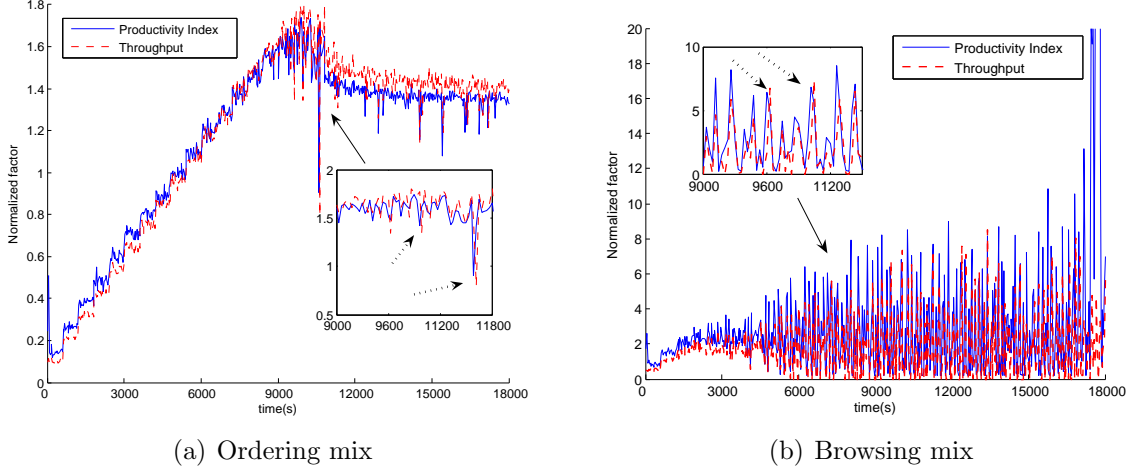 1.8
1.6
1.4
1.2
1
0.8
0.6
0.4
0.2
0
Normalized factor
Productivity Index
Throughput
2
1.5
1
0.5
9000 9600 11200 11800
0 3000 6000 9000 12000 15000 18000
time(s)
(a) Ordering mix
20
18
16
14
12
10
8
6
4
2
0
Normalized factor
Productivity Index
Throughput
10
5
0
9000 9600 11200
0 3000 6000 9000 12000 15000 18000
time(s)
(b) Browsing mix